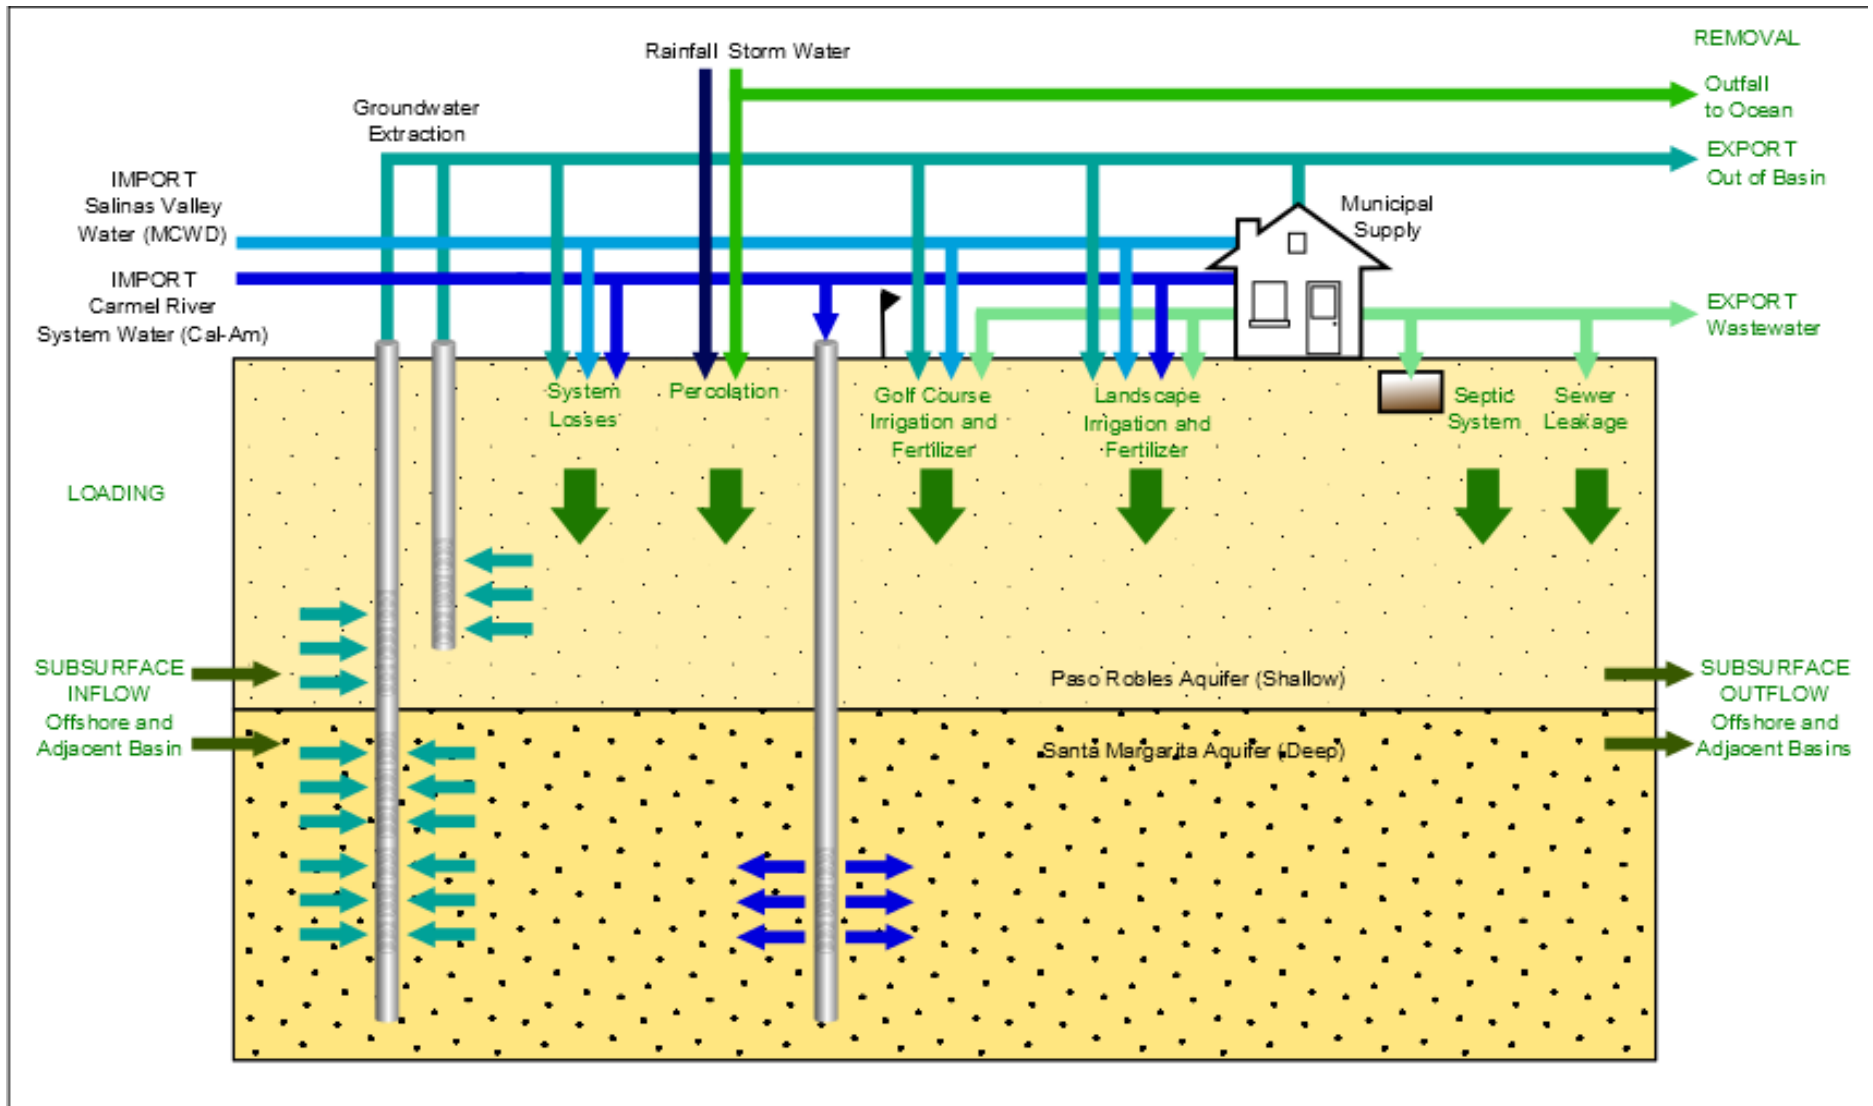 Rainfall Storm Water
REMOVAL
Outfall
to Ocean
Groundwater
Extraction
EXPORT
Out of Basin
IMPORT
Salinas Valley
Water (MCWD)
Municipal
Supply
IMPORT
Carmel River
System Water (Cal-Am)
EXPORT
Wastewater
System
Losses
Percolation
Golf Course
Irrigation and
Fertilizer
Landscape
Irrigation and
Fertilizer
Septic
System
Sewer
Leakage
LOADING
SUBSURFACE
INFLOW
Offshore and
Adjacent Basin
Paso Robles Aquifer (Shallow)
Santa Margarita Aquifer (Deep)
SUBSURFACE
OUTFLOW
Offshore and
Adjacent Basins